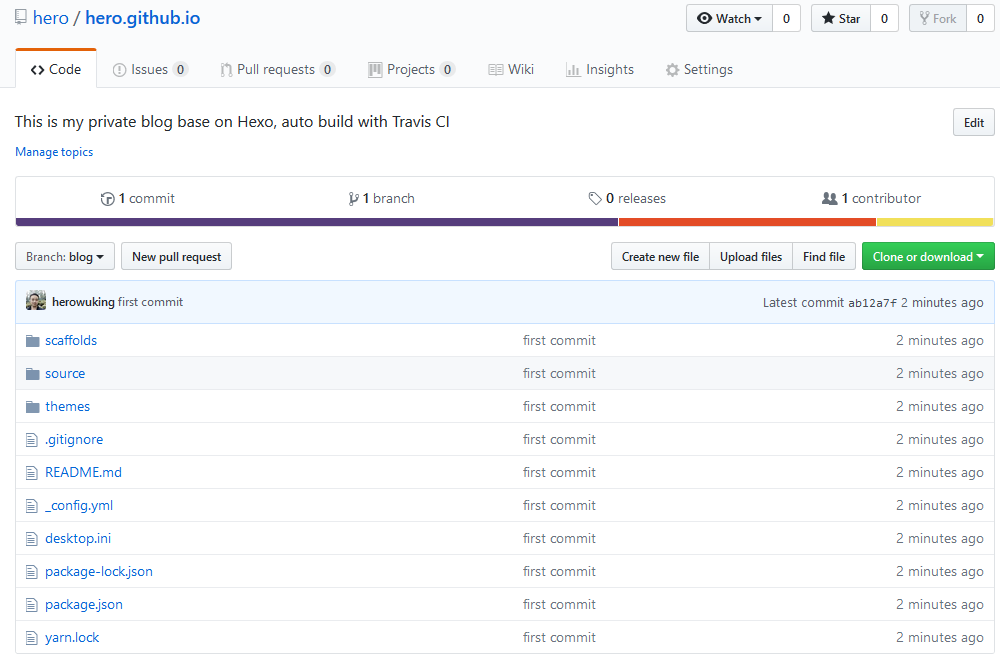 hero / hero.github.io
Watch 0 Star 0 Fork 0
Code Issues 0 Pull requests 0 Projects 0 Wiki Insights Settings
This is my private blog base on Hexo, auto build with Travis CI
Edit
Manage topics
1 commit 1 branch 0 releases 1 contributor
Branch: blog New pull request Create new file Upload files Find file Clone or download
herowuking first commit Latest commit ab12a7f 2 minutes ago
scaffolds first commit 2 minutes ago
source first commit 2 minutes ago
themes first commit 2 minutes ago
.gitignore first commit 2 minutes ago
README.md first commit 2 minutes ago
_config.yml first commit 2 minutes ago
desktop.ini first commit 2 minutes ago
package-lock.json first commit 2 minutes ago
package.json first commit 2 minutes ago
yarn.lock first commit 2 minutes ago